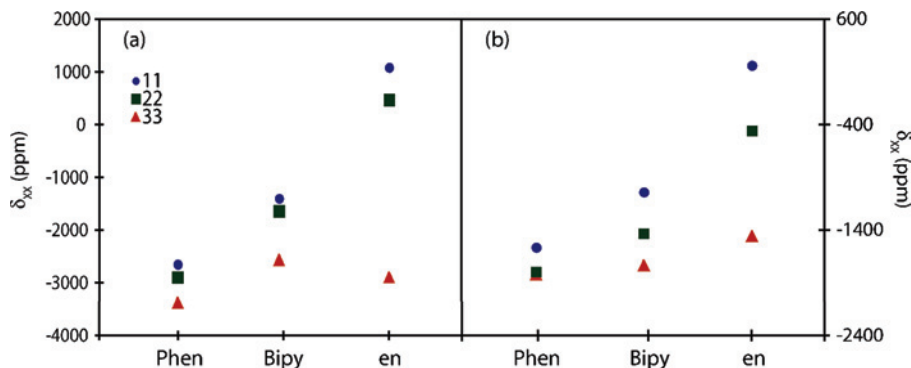 2000
1000
0
-1000
-2000
-3000
-4000
δxx (ppm)
(a)
11
22
33
Phen Bipy en
(b)
Phen Bipy en
600
-400
-1400
-2400
δxx (ppm)